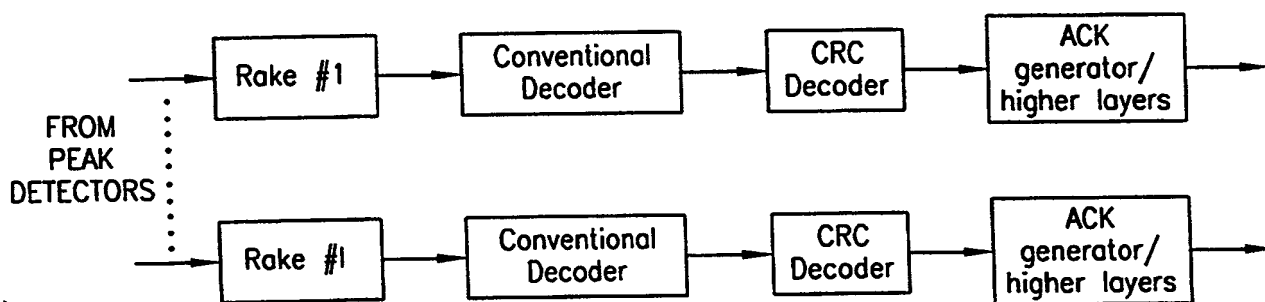 Rake #1
Conventional
Decoder
CRC
Decoder
ACK
generator/
higher layers
FROM
PEAK
DETECTORS
Rake #I
Conventional
Decoder
CRC
Decoder
ACK
generator/
higher layers